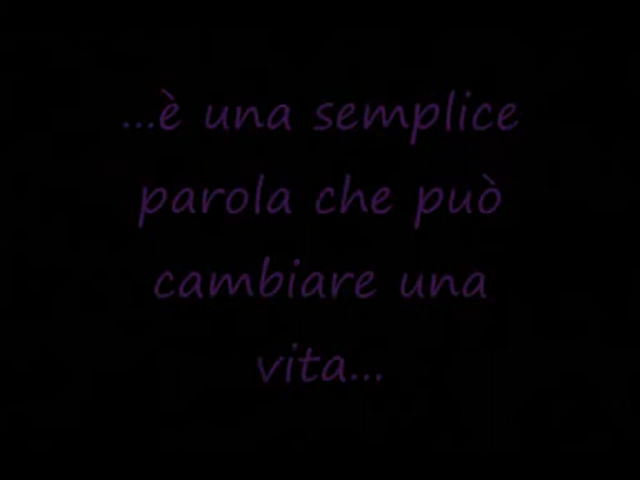 ...è una semplice
parola che può
cambiare una
vita...